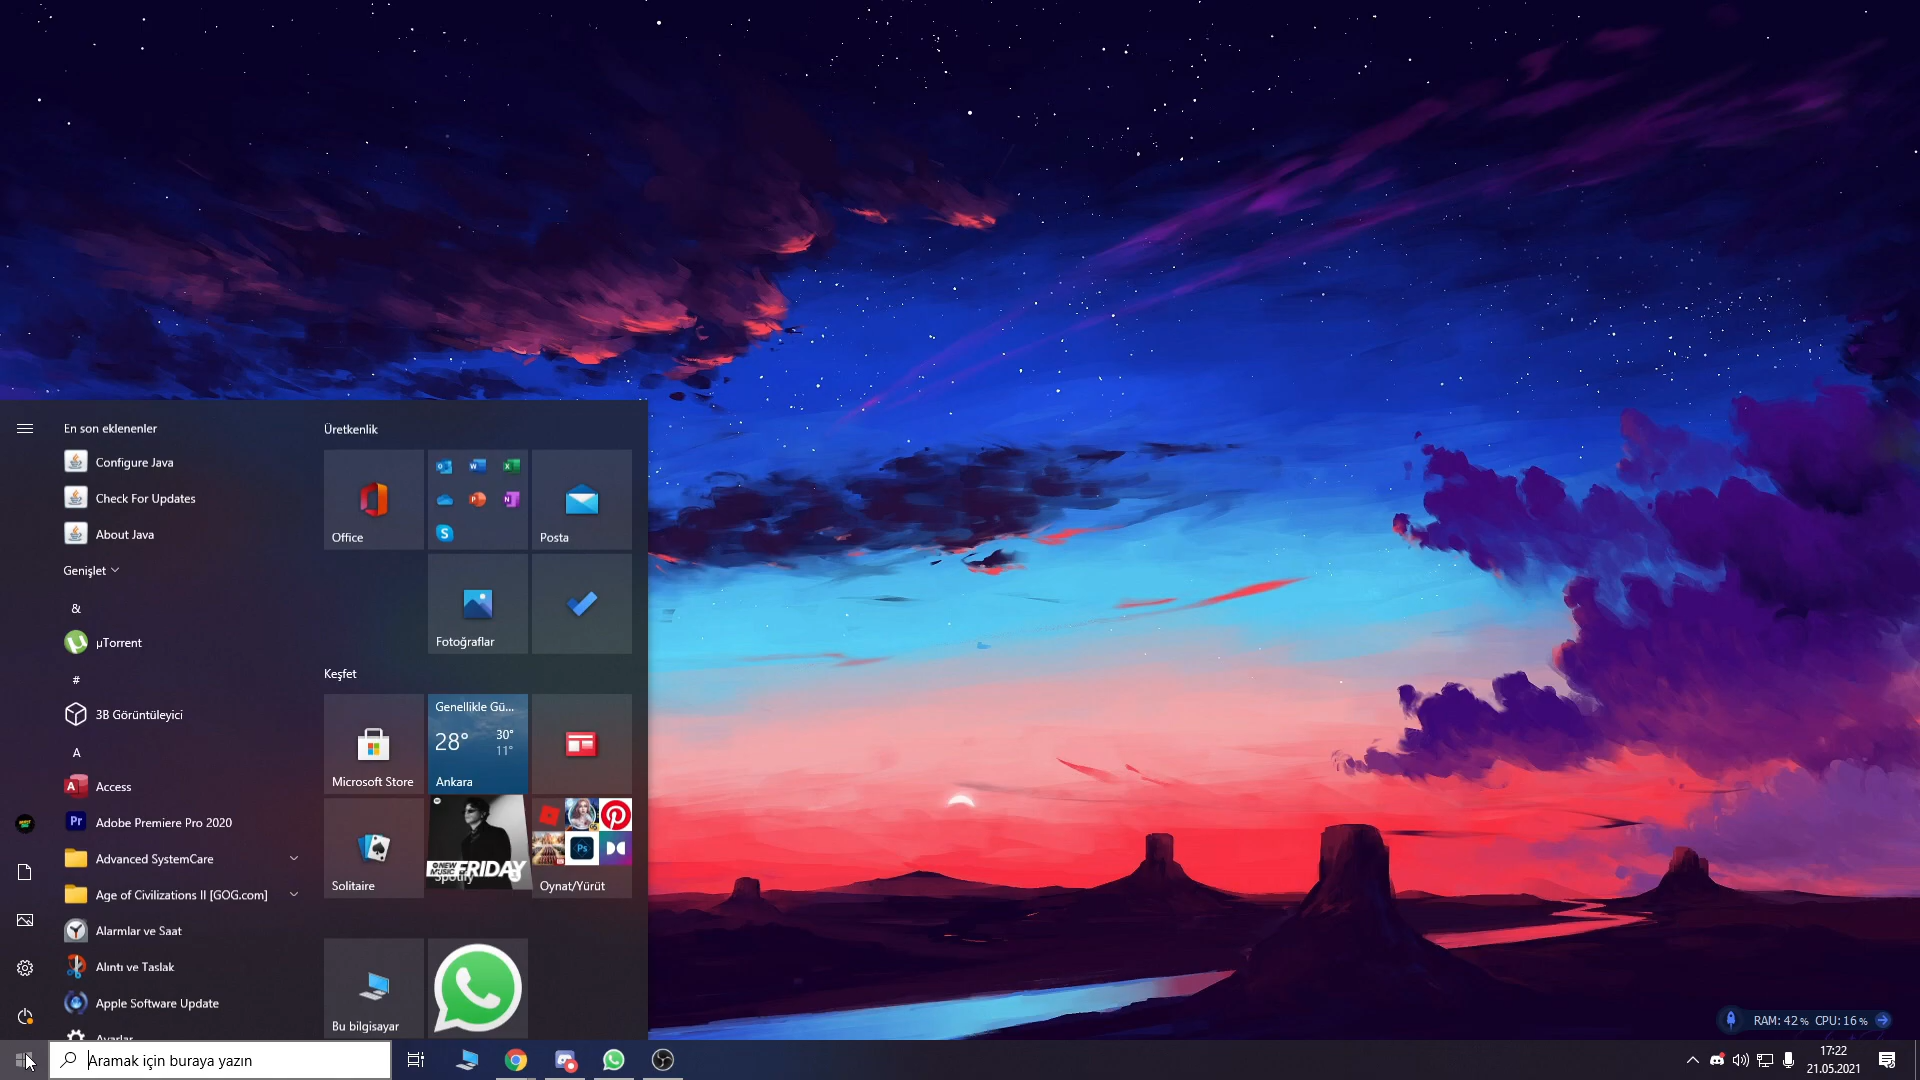 En son eklenenler
Configure Java
Check For Updates
About Java
Genişlet
&
µTorrent
#
3B Görüntüleyici
A
Access
Adobe Premiere Pro 2020
Advanced SystemCare
Age of Civilizations II [GOG.com]
Alarmlar ve Saat
Alıntı ve Taslak
Apple Software Update
Ayarlar
Üretkenlik
Office
Posta
Fotoğraflar
Keşfet
Microsoft Store
Genellikle Gü...
28°
30°
11°
Ankara
Solitaire
NEW
MUSIC
FRIDAY
Spotify
Oynat/Yürüt
Bu bilgisayar
Aramak için buraya yazın
RAM: 42 % CPU: 16 %
17:22
21.05.2021